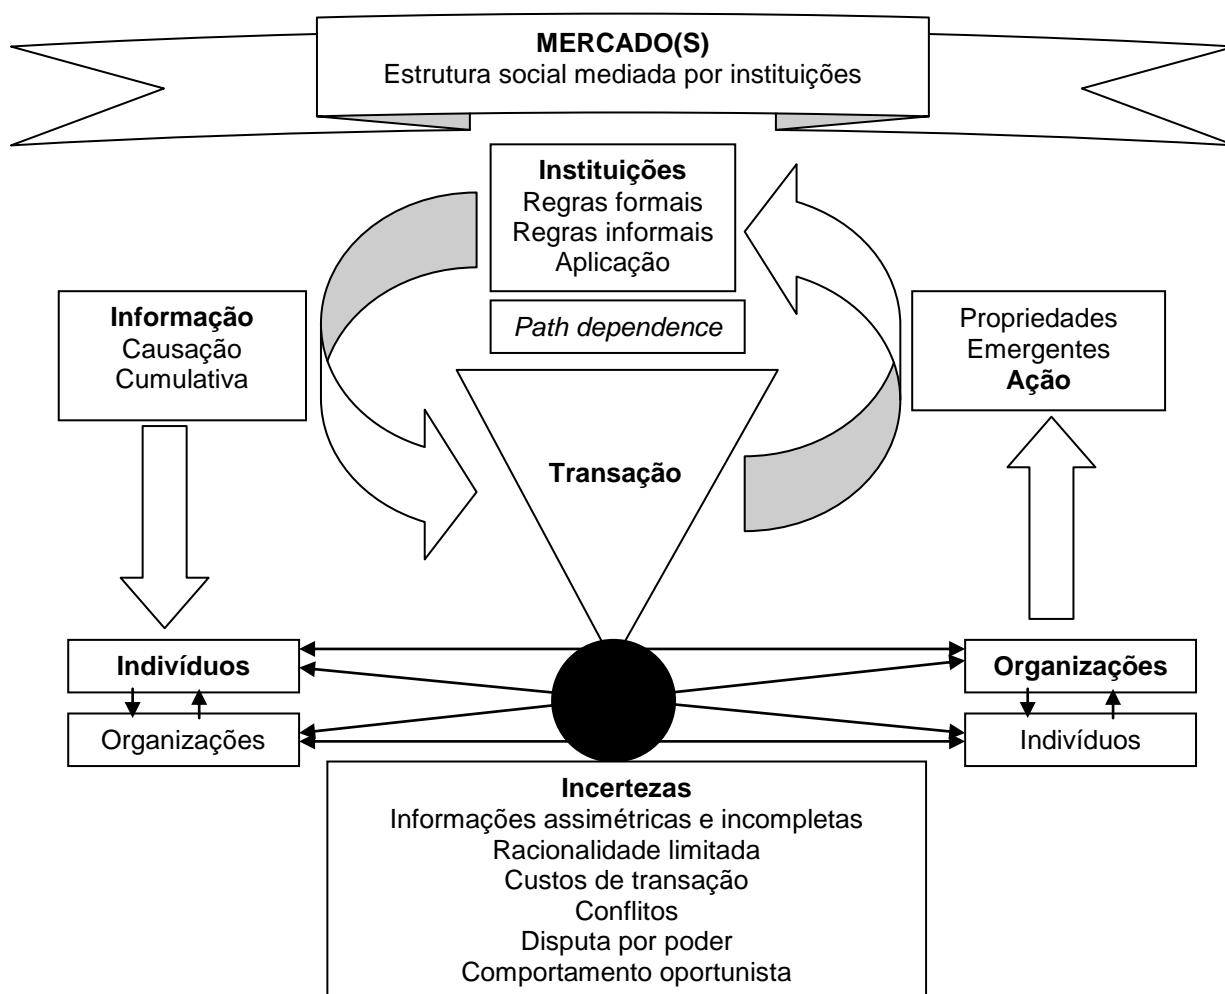 MERCADO(S)
Estrutura social mediada por instituições
Instituições
Regras formais
Regras informais
Aplicação
Path dependence
Informação
Causação
Cumulativa
Propriedades
Emergentes
Ação
Transação
Indivíduos
Organizações
Organizações
Indivíduos
Incertezas
Informações assimétricas e incompletas
Racionalidade limitada
Custos de transação
Conflitos
Disputa por poder
Comportamento oportunista